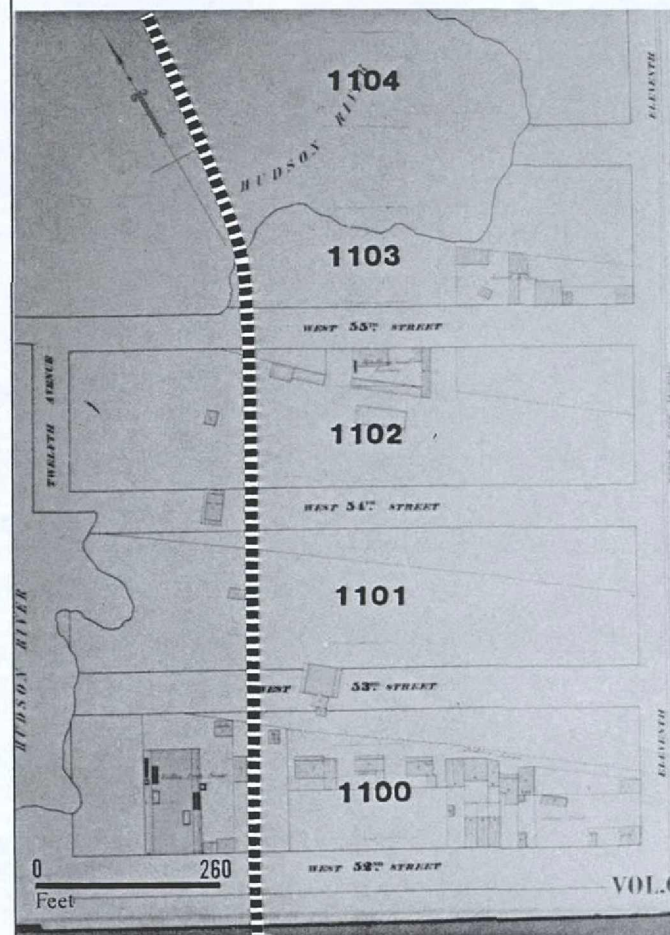 1104
ELEVENTH
HUDSON RIVER
1103
WEST 55TH STREET
TWELFTH AVENUE
1102
WEST 54TH STREET
1101
HUDSON RIVER
WEST 53RD STREET
ELEVENTH
1100
0 260
Feet
WEST 52ND STREET
VOL.